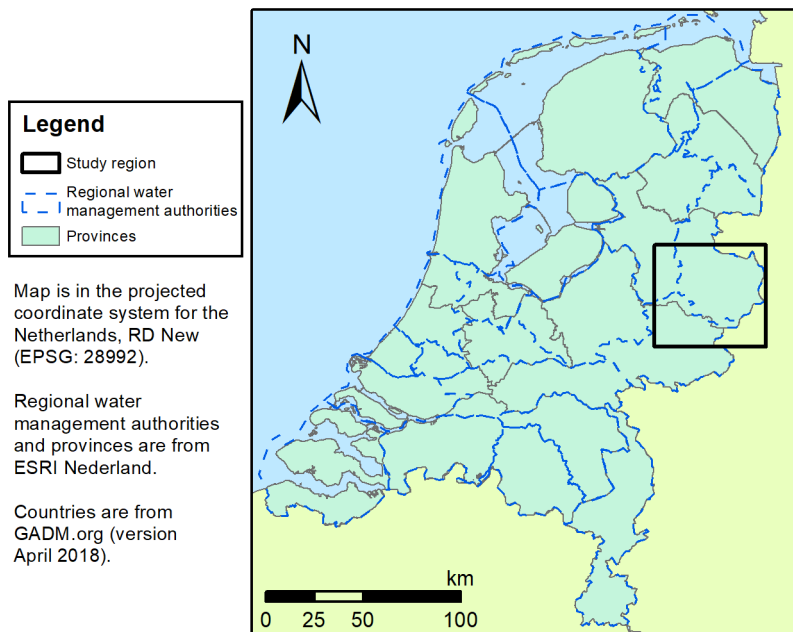 N
Legend
Study region
Regional water
management authorities
Provinces
Map is in the projected
coordinate system for the
Netherlands, RD New
(EPSG: 28992).
Regional water
management authorities
and provinces are from
ESRI Nederland.
Countries are from
GADM.org (version
April 2018).
km
0 25 50 100